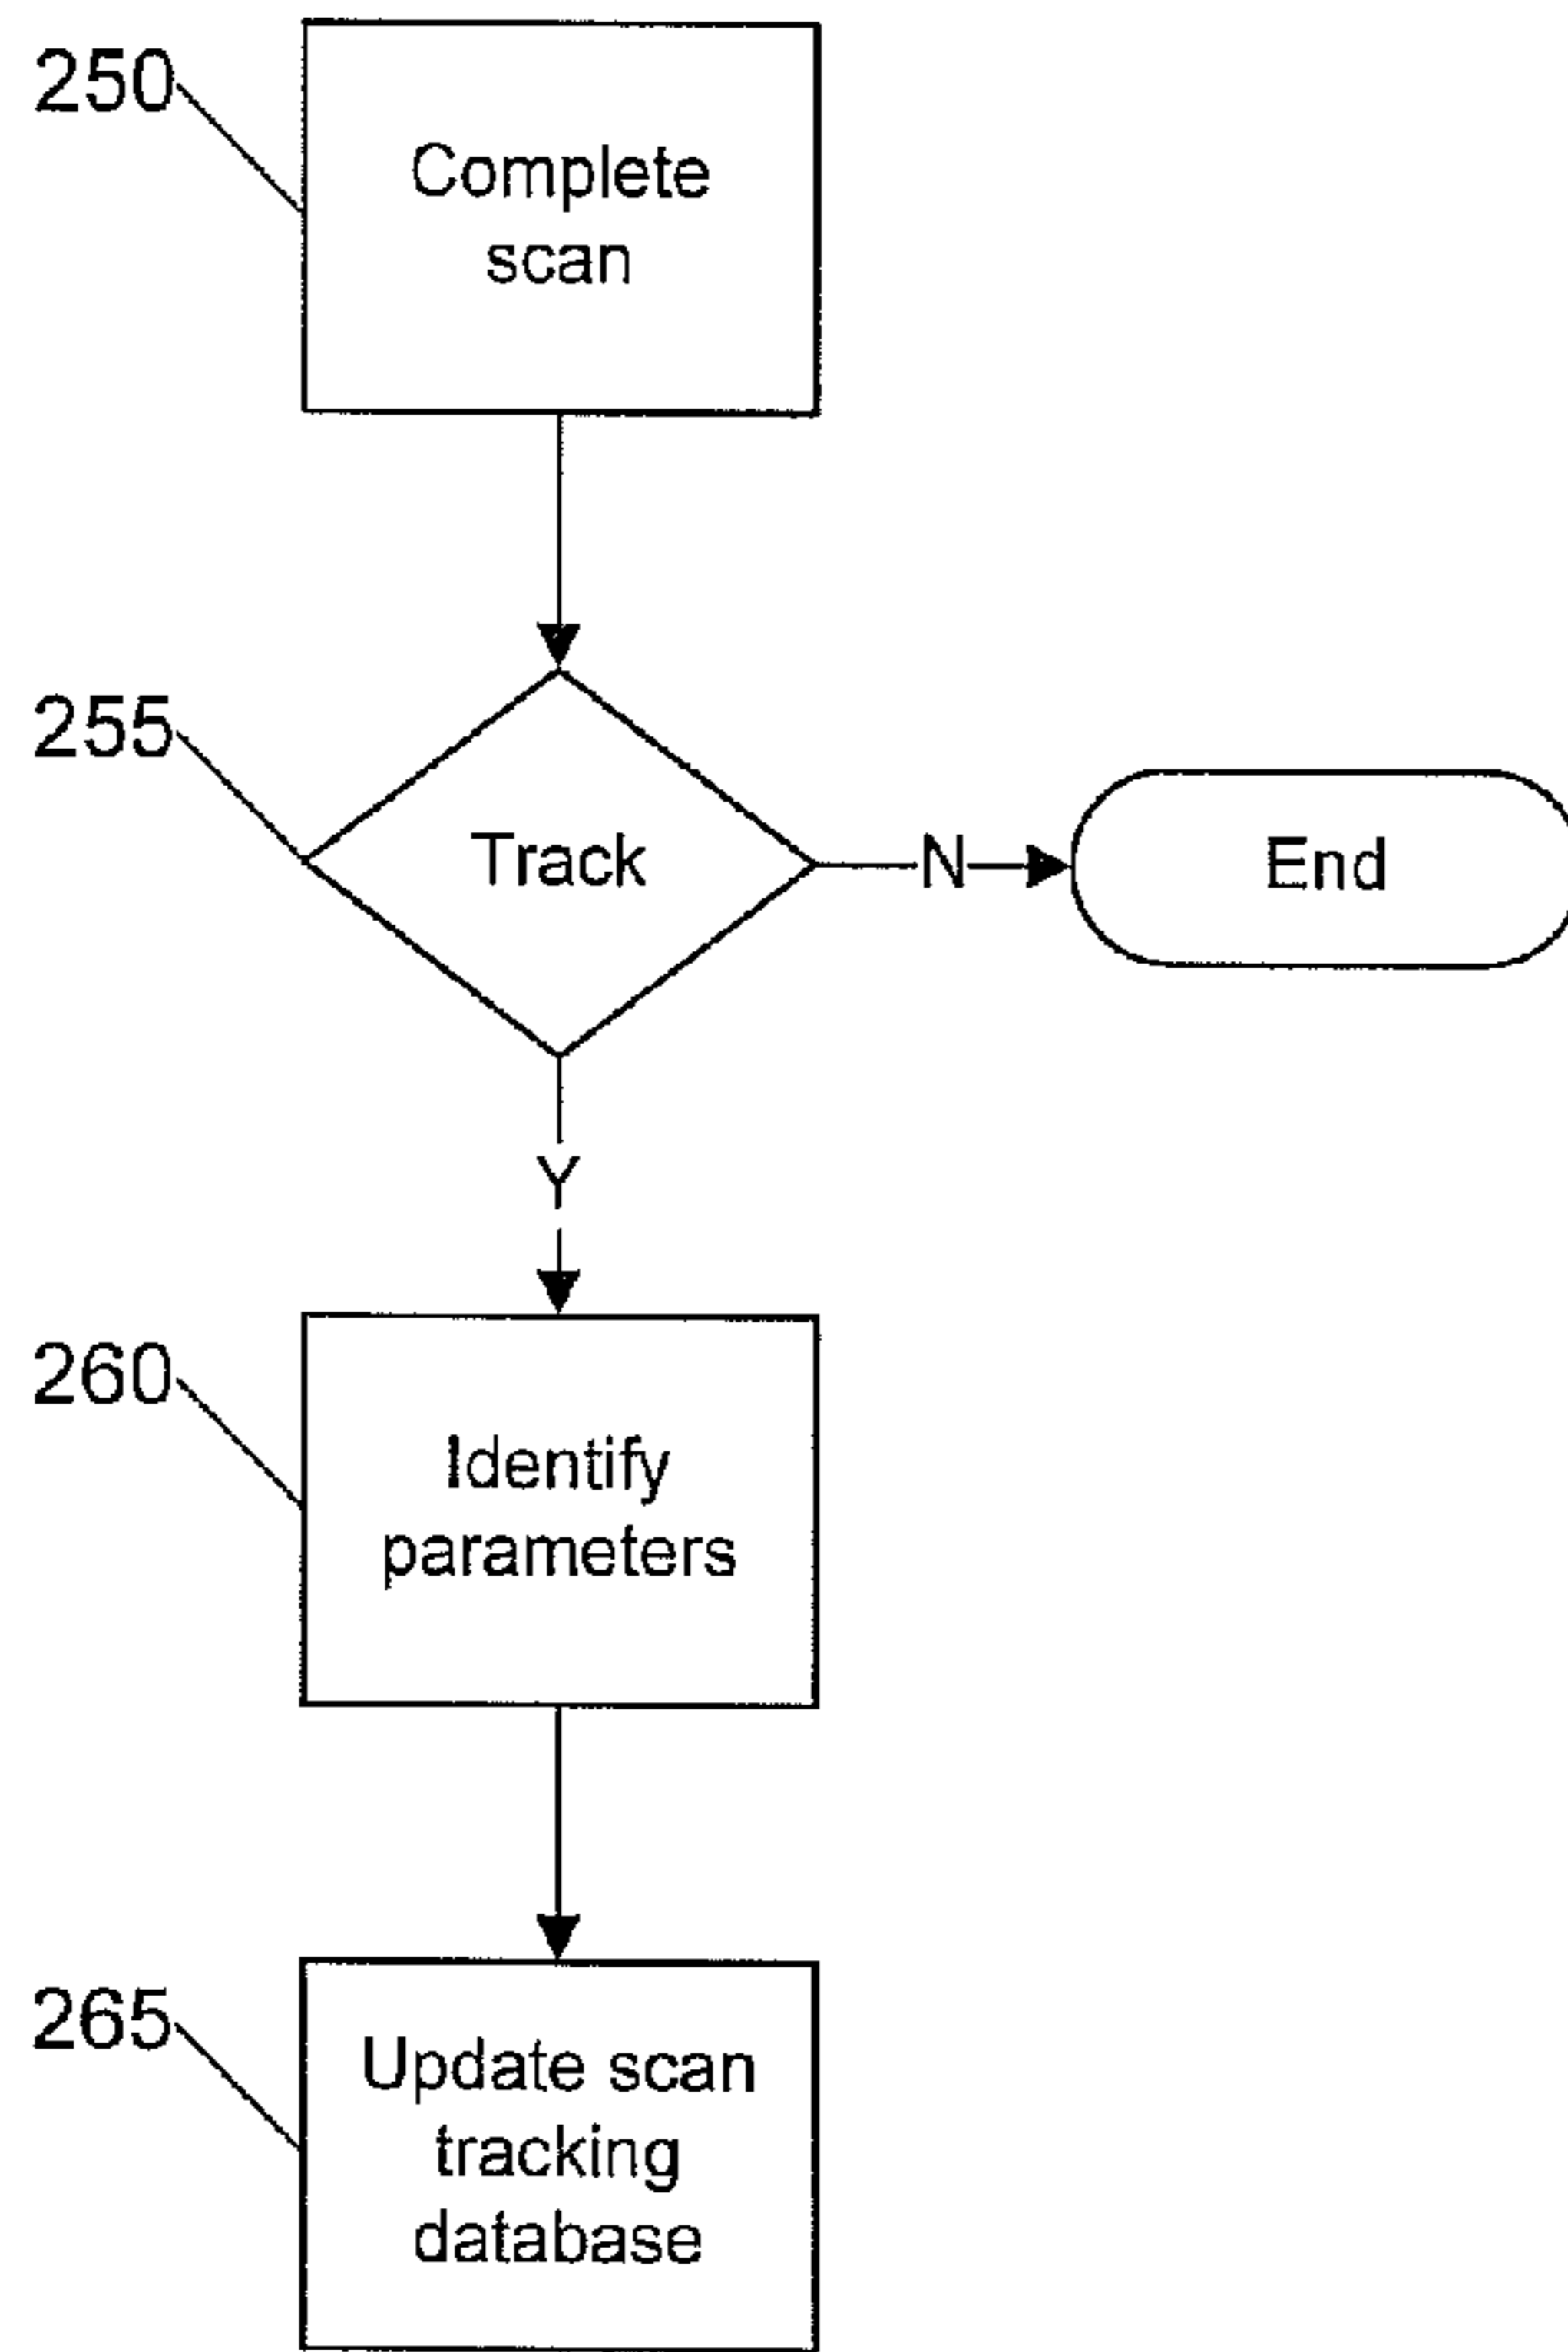 250
Complete
scan
255
Track
N
End
Y
260
Identify
parameters
265
Update scan
tracking
database